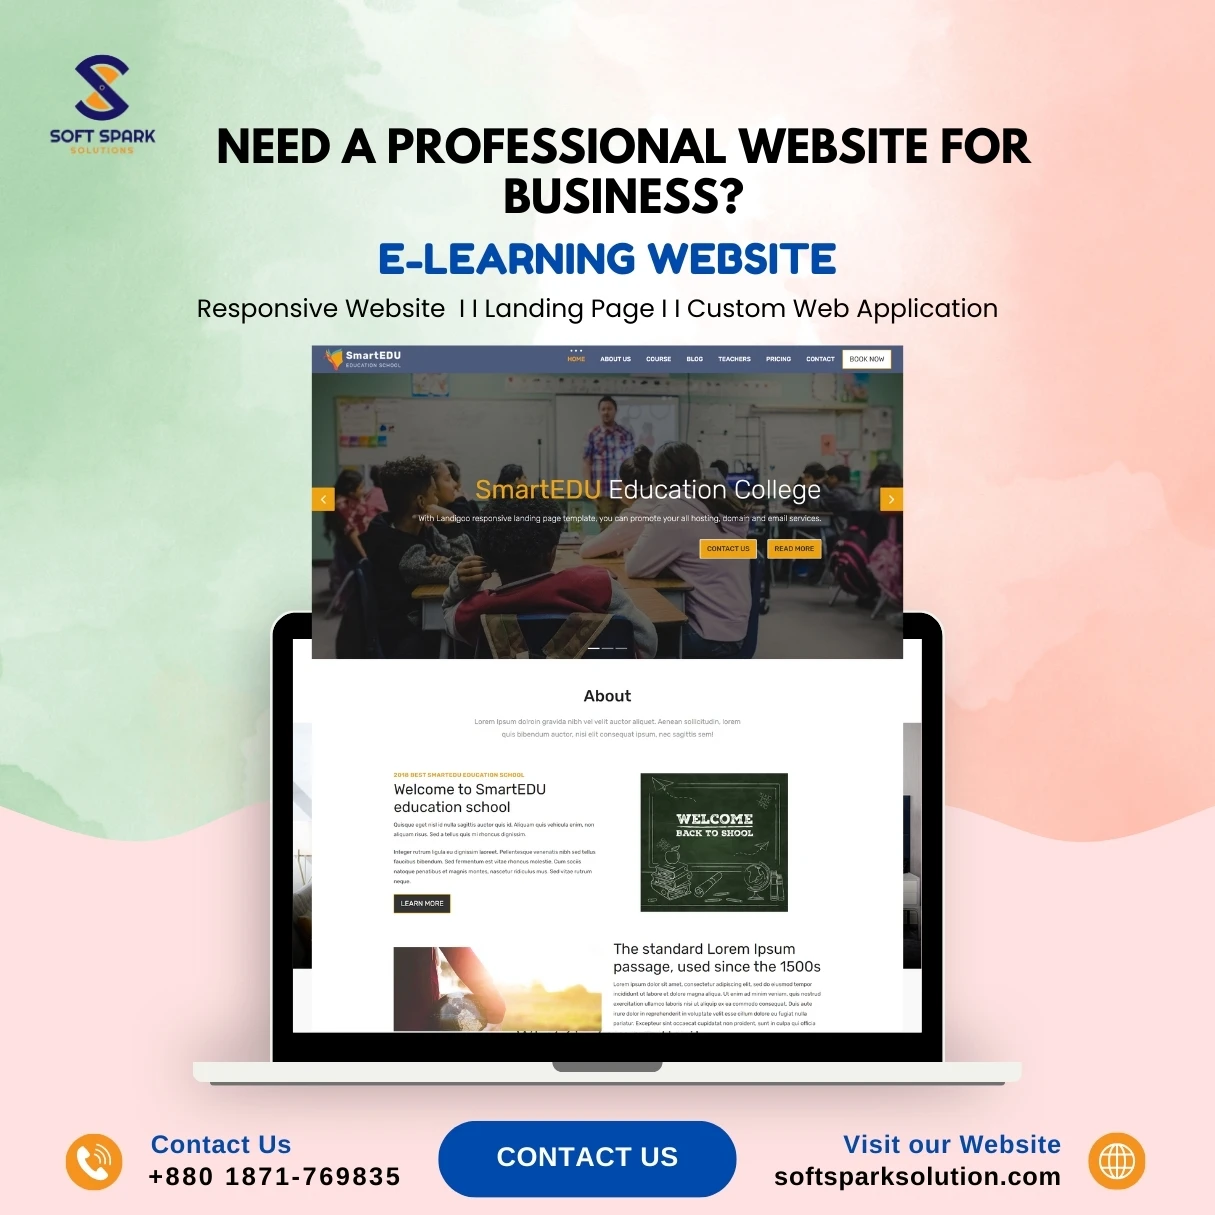 SOFT SPARK
SOLUTIONS
NEED A PROFESSIONAL WEBSITE FOR
BUSINESS?
E-LEARNING WEBSITE
Responsive Website I I Landing Page I I Custom Web Application
SmartEDU
EDUCATION SCHOOL
HOME ABOUT US COURSE BLOG TEACHERS PRICING CONTACT BOOK NOW
SmartEDU Education College
With Landigoo responsive landing page template, you can promote your all hosting, domain and email services.
CONTACT US READ MORE
About
Lorem Ipsum dolroin gravida nibh vel velit auctor aliquet. Aenean sollicitudin, lorem
quis bibendum auctor, nisi elit consequat ipsum, nec sagittis sem!
2018 BEST SMARTEDU EDUCATION SCHOOL
Welcome to SmartEDU
education school
Quisque eget nisl id nulla sagittis auctor quis id. Aliquam quis vehicula enim, non
aliquam risus. Sed a tellus quis mi rhoncus dignissim.
Integer rutrum ligula eu dignissim laoreet. Pellentesque venenatis nibh sed tellus
faucibus bibendum. Sed fermentum est vitae rhoncus molestie. Cum sociis
natoque penatibus et magnis montes, nascetur ridiculus mus. Sed vitae rutrum
neque.
LEARN MORE
WELCOME
BACK TO SHOOL
The standard Lorem Ipsum
passage, used since the 1500s
Lorem ipsum dolor sit amet, consectetur adipiscing elit, sed do eiusmod tempor
incididunt ut labore et dolore magna aliqua. Ut enim ad minim veniam, quis nostrud
exercitation ullamco laboris nisi ut aliquip ex ea commodo consequat. Duis aute
irure dolor in reprehenderit in voluptate velit esse cillum dolore eu fugiat nulla
pariatur. Excepteur sint occaecat cupidatat non proident, sunt in culpa qui officia
Contact Us
+880 1871-769835
CONTACT US
Visit our Website
softsparksolution.com